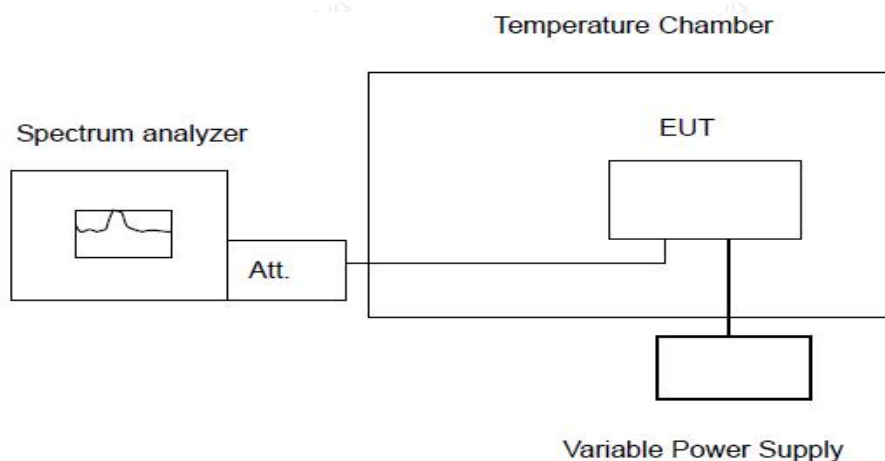 Temperature Chamber
Spectrum analyzer
EUT
Att.
Variable Power Supply